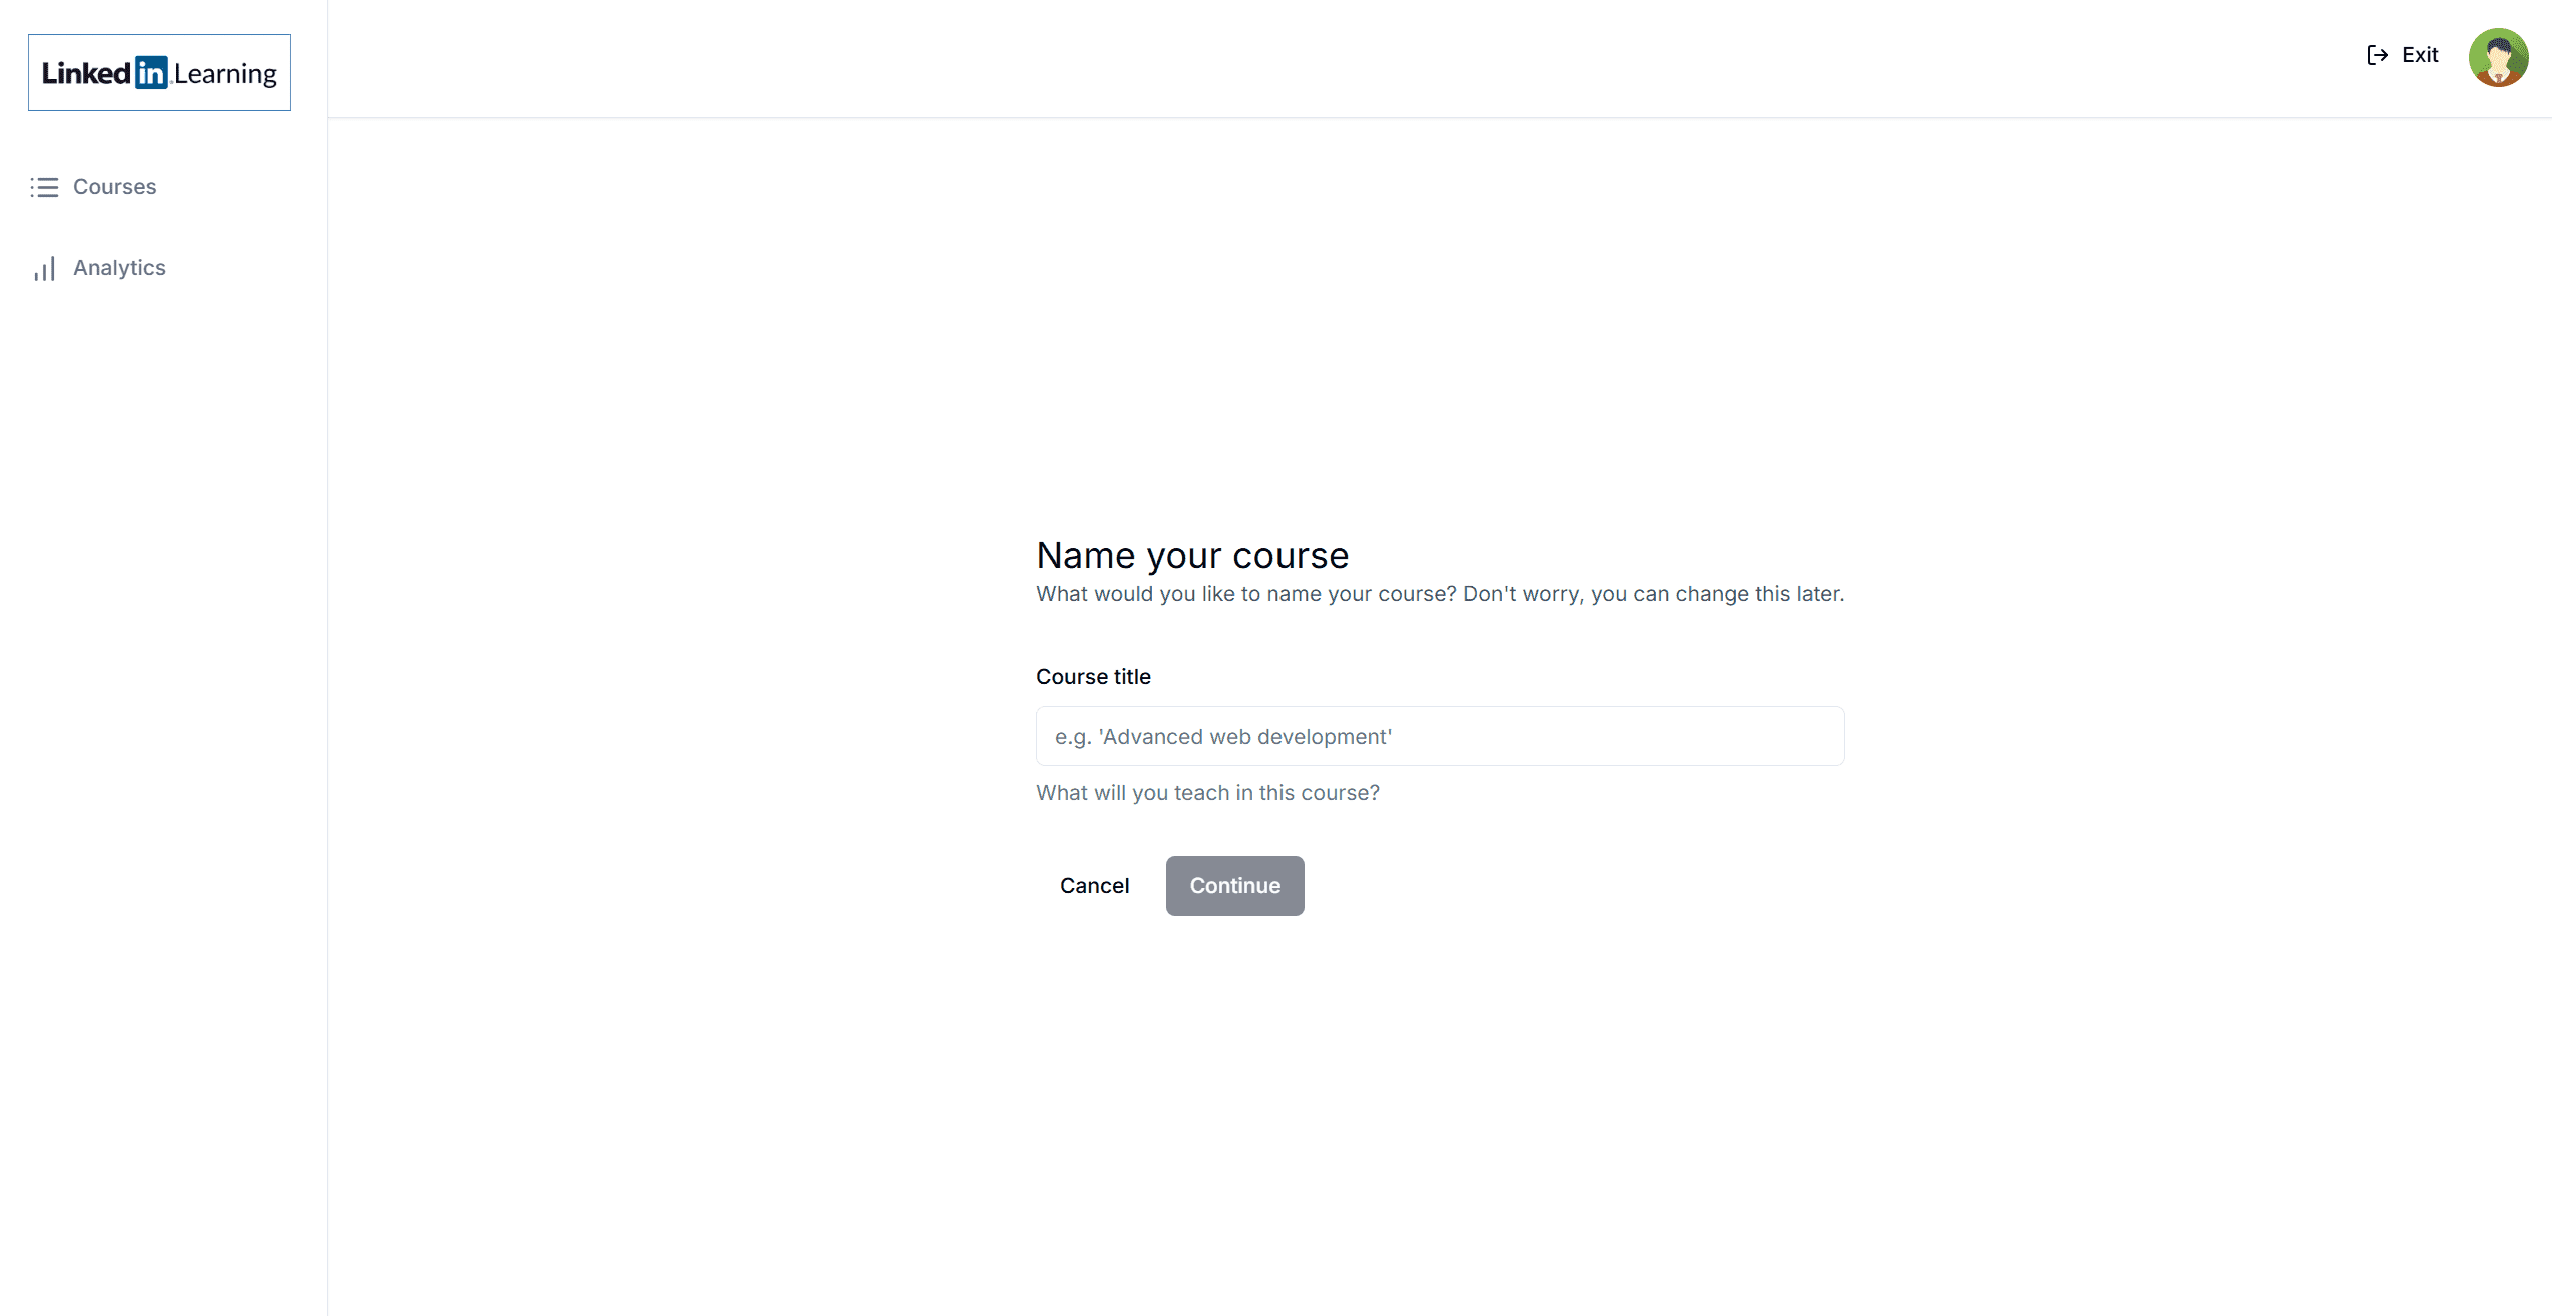 Linked in Learning
Exit
Courses
Analytics
Name your course
What would you like to name your course? Don't worry, you can change this later.
Course title
e.g. 'Advanced web development'
What will you teach in this course?
Cancel
Continue